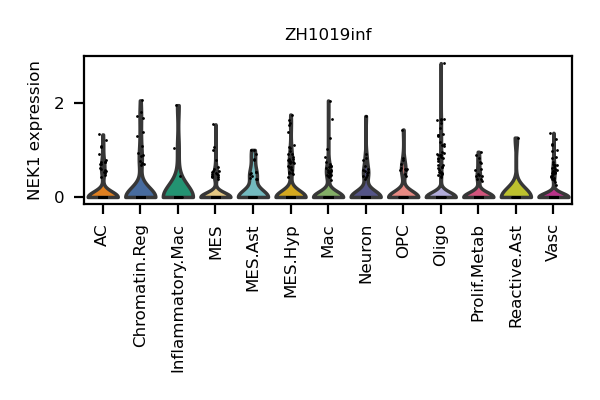 ZH1019inf
NEK1 expression
2
0
AC
Chromatin.Reg
Inflammatory.Mac
MES
MES.Ast
MES.Hyp
Mac
Neuron
OPC
Oligo
Prolif.Metab
Reactive.Ast
Vasc